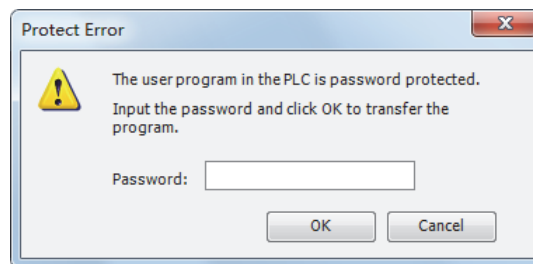 Protect Error
The user program in the PLC is password protected.
Input the password and click OK to transfer the
program.
Password:
OK Cancel